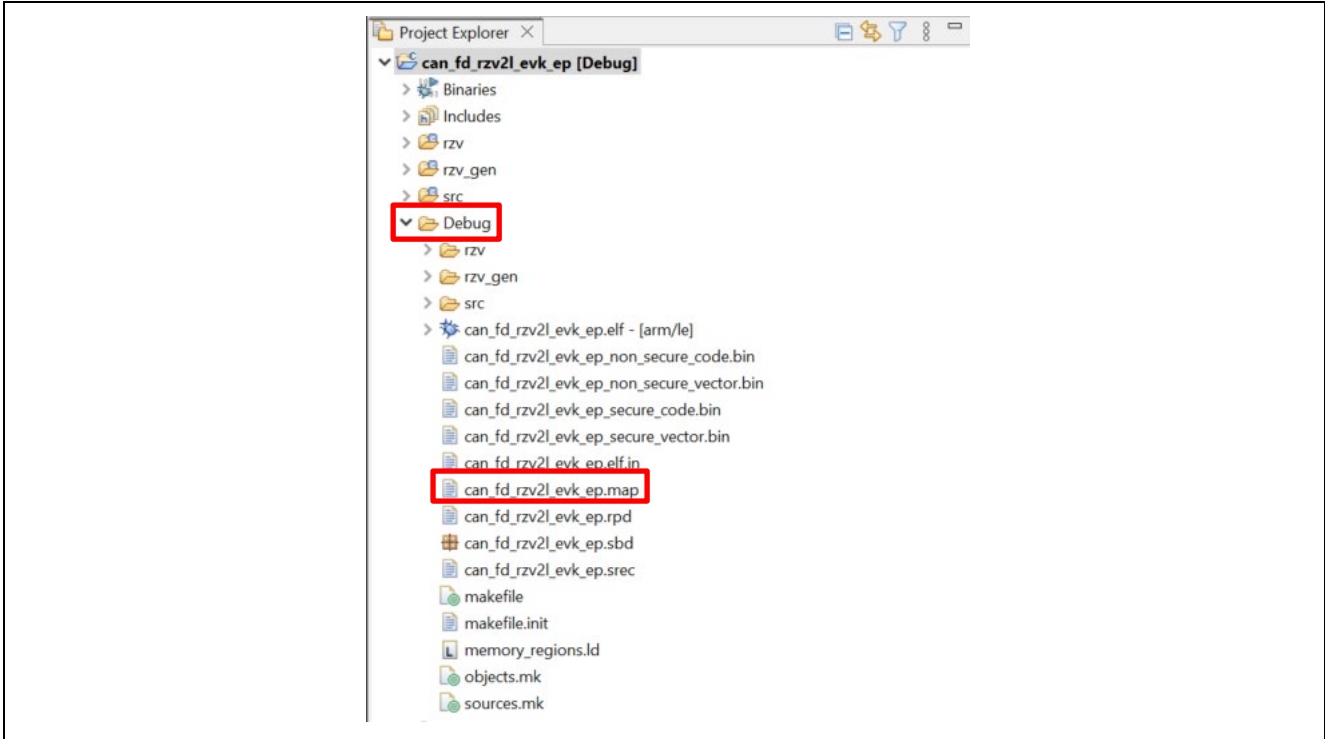 Project Explorer
can_fd_rzv2l_evk_ep [Debug]
Binaries
Includes
rzv
rzv_gen
src
Debug
rzv
rzv_gen
src
can_fd_rzv2l_evk_ep.elf - [arm/le]
can_fd_rzv2l_evk_ep_non_secure_code.bin
can_fd_rzv2l_evk_ep_non_secure_vector.bin
can_fd_rzv2l_evk_ep_secure_code.bin
can_fd_rzv2l_evk_ep_secure_vector.bin
can_fd_rzv2l_evk_ep.elf.in
can_fd_rzv2l_evk_ep.map
can_fd_rzv2l_evk_ep.rpd
can_fd_rzv2l_evk_ep.sbd
can_fd_rzv2l_evk_ep.srec
makefile
makefile.init
memory_regions.ld
objects.mk
sources.mk